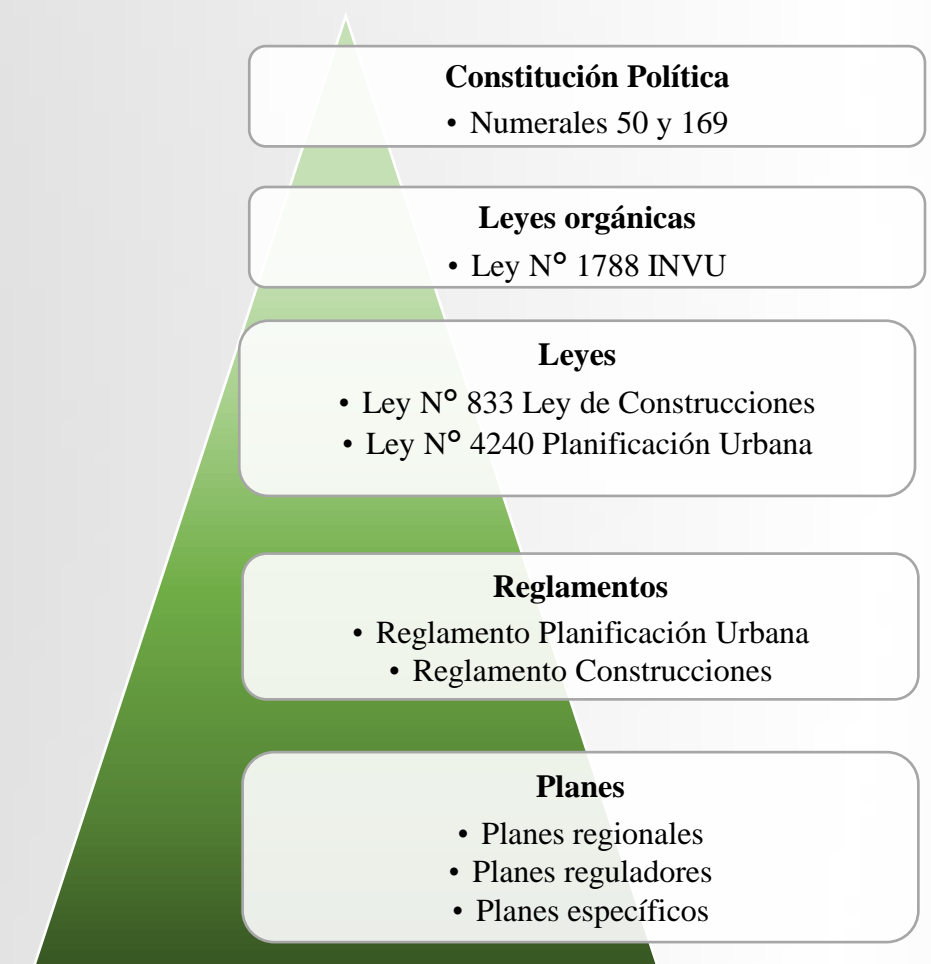 Constitución Política
• Numerales 50 y 169
Leyes orgánicas
• Ley N° 1788 INVU
Leyes
• Ley N° 833 Ley de Construcciones
• Ley N° 4240 Planificación Urbana
Reglamentos
• Reglamento Planificación Urbana
• Reglamento Construcciones
Planes
• Planes regionales
• Planes reguladores
• Planes específicos